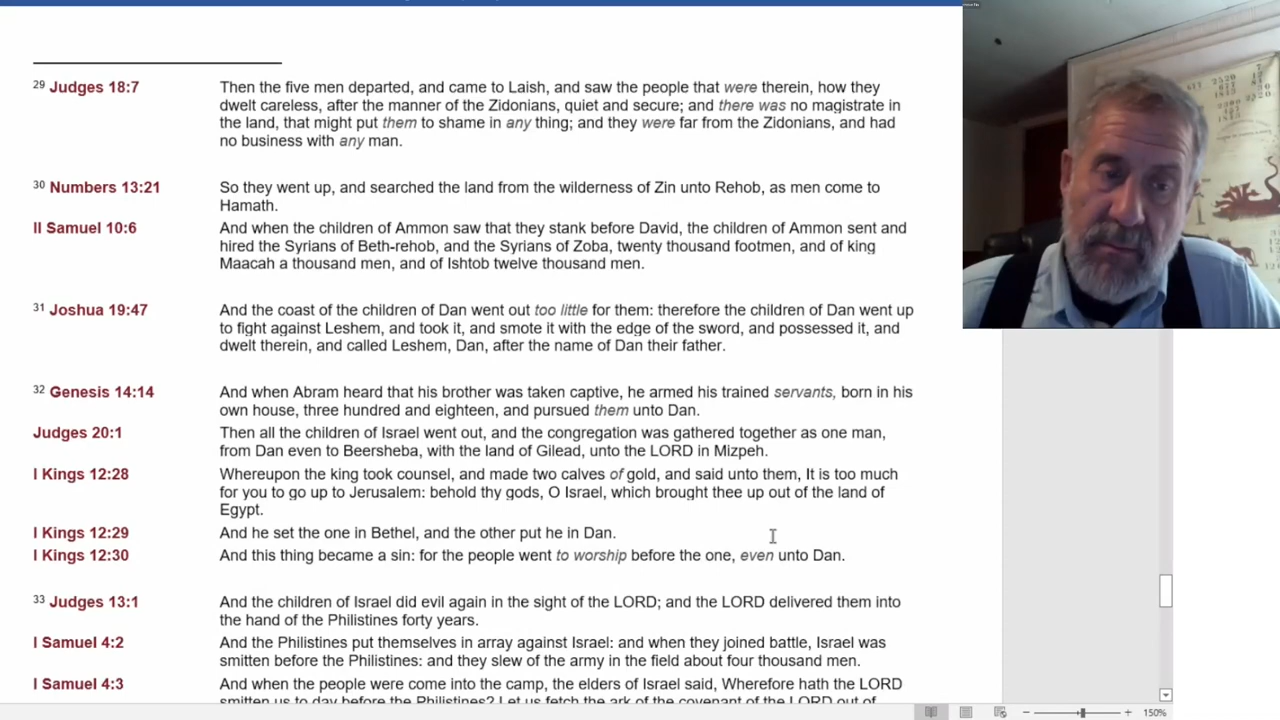 29 Judges 18:7 Then the five men departed, and came to Laish, and saw the people that were therein, how they
dwelt careless, after the manner of the Zidonians, quiet and secure; and there was no magistrate in
the land, that might put them to shame in any thing; and they were far from the Zidonians, and had
no business with any man.
30 Numbers 13:21 So they went up, and searched the land from the wilderness of Zin unto Rehob, as men come to
Hamath.
II Samuel 10:6 And when the children of Ammon saw that they stank before David, the children of Ammon sent and
hired the Syrians of Beth-rehob, and the Syrians of Zoba, twenty thousand footmen, and of king
Maacah a thousand men, and of Ishtob twelve thousand men.
31 Joshua 19:47 And the coast of the children of Dan went out too little for them: therefore the children of Dan went up
to fight against Leshem, and took it, and smote it with the edge of the sword, and possessed it, and
dwelt therein, and called Leshem, Dan, after the name of Dan their father.
32 Genesis 14:14 And when Abram heard that his brother was taken captive, he armed his trained servants, born in his
own house, three hundred and eighteen, and pursued them unto Dan.
Judges 20:1 Then all the children of Israel went out, and the congregation was gathered together as one man,
from Dan even to Beersheba, with the land of Gilead, unto the LORD in Mizpeh.
I Kings 12:28 Whereupon the king took counsel, and made two calves of gold, and said unto them, It is too much
for you to go up to Jerusalem: behold thy gods, O Israel, which brought thee up out of the land of
Egypt.
I Kings 12:29 And he set the one in Bethel, and the other put he in Dan.
I Kings 12:30 And this thing became a sin: for the people went to worship before the one, even unto Dan.
33 Judges 13:1 And the children of Israel did evil again in the sight of the LORD; and the LORD delivered them into
the hand of the Philistines forty years.
I Samuel 4:2 And the Philistines put themselves in array against Israel: and when they joined battle, Israel was
smitten before the Philistines: and they slew of the army in the field about four thousand men.
I Samuel 4:3 And when the people were come into the camp, the elders of Israel said, Wherefore hath the LORD
smitten us to day before the Philistines? Let us fetch the ark of the covenant of the LORD out of
150%
2520
2520